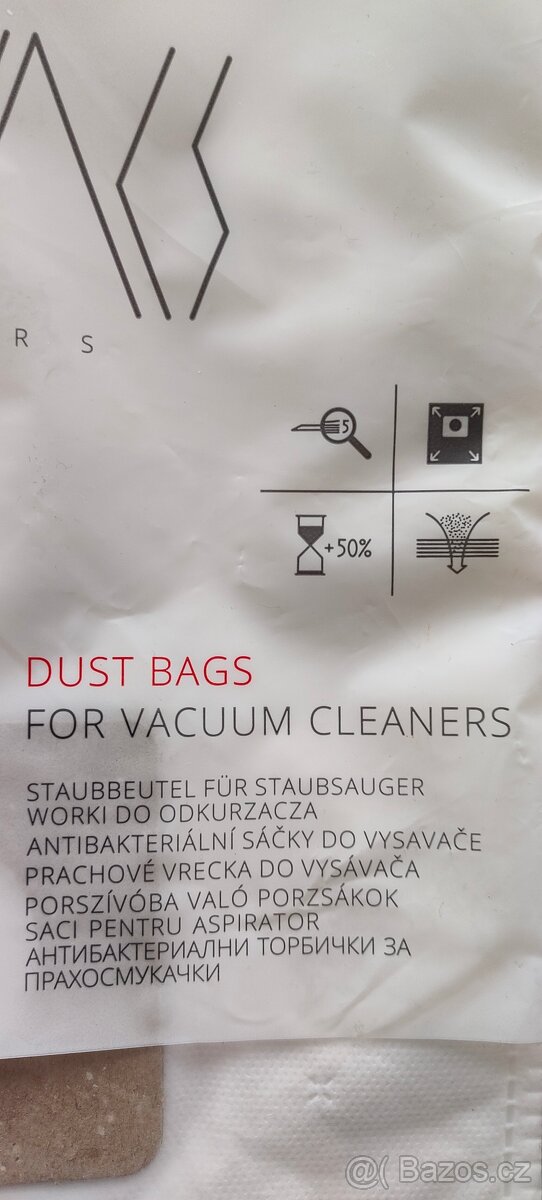 R S
5
+50%
DUST BAGS
FOR VACUUM CLEANERS
STAUBBEUTEL FÜR STAUBSAUGER
WORKI DO ODKURZACZA
ANTIBAKTERIÁLNÍ SÁČKY DO VYSAVAČE
PRACHOVÉ VRECKA DO VYSÁVAČA
PORSZÍVÓBA VALÓ PORZSÁKOK
SACI PENTRU ASPIRATOR
АНТИБАКТЕРИАЛНИ ТОРБИЧКИ ЗА
ПРАХОСМУКАЧКИ
@( Bazos.cz